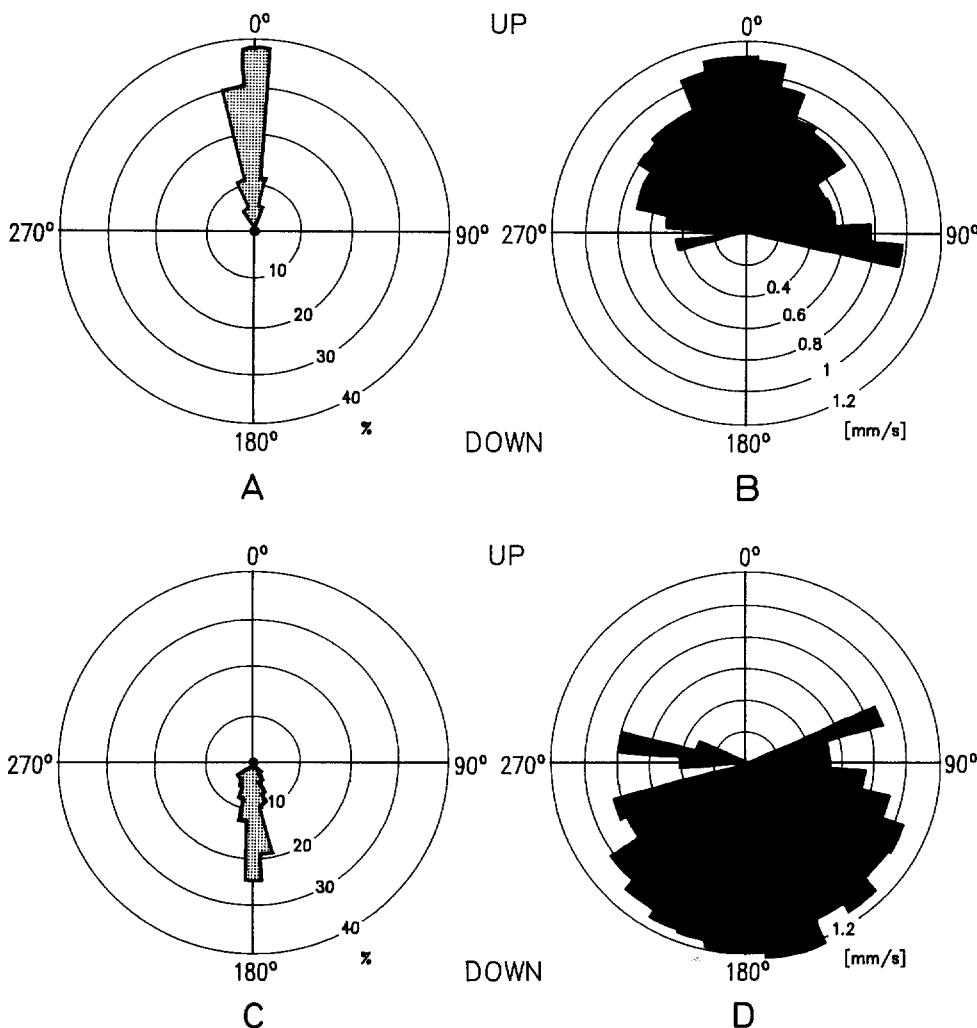 0° UP 0°
270° 90° 270° 90°
10 0.4
20 0.6
30 0.8
40 1
% 1.2
180° DOWN 180° [mm/s]
A B
0° UP 0°
270° 90° 270° 90°
10
20
30
40 1.2
% [mm/s]
180° DOWN 180°
C D